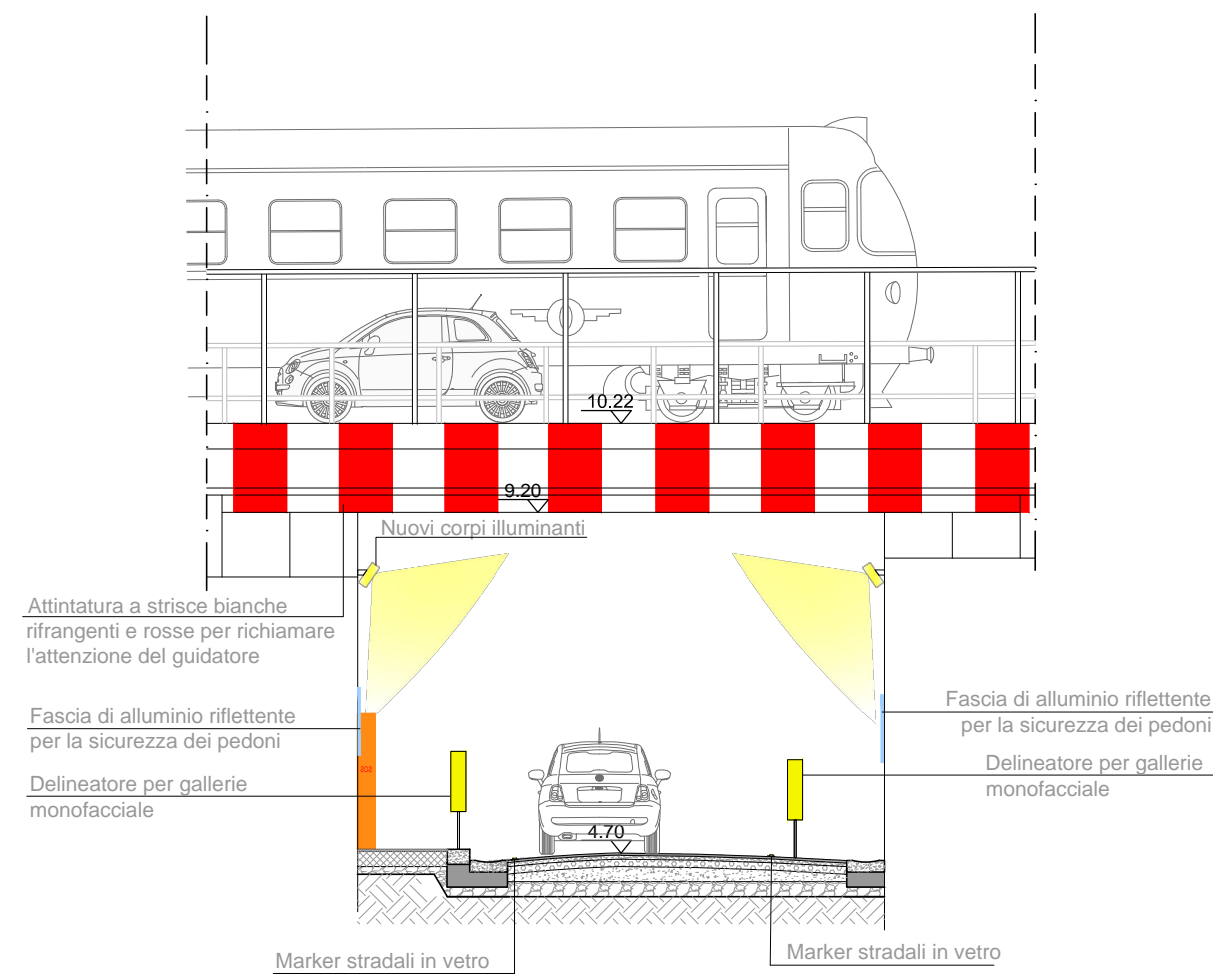 10.22
9.20
Nuovi corpi illuminanti
Attintatura a strisce bianche
rifrangenti e rosse per richiamare
l'attenzione del guidatore
Fascia di alluminio riflettente
per la sicurezza dei pedoni
Fascia di alluminio riflettente
per la sicurezza dei pedoni
SOS
Delineatore per gallerie
monofacciale
Delineatore per gallerie
monofacciale
4.70
Marker stradali in vetro
Marker stradali in vetro